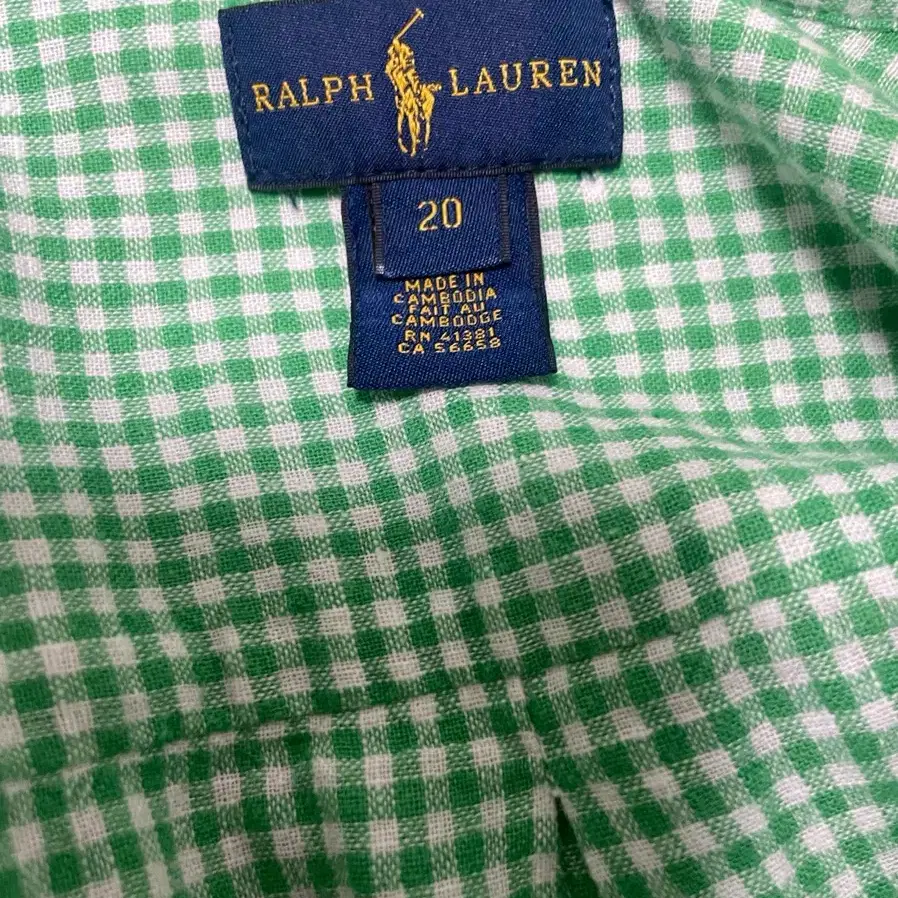 RALPH LAUREN
20
MADE IN
CAMBODIA
FAIT AU
CAMBODGE
RN 41381
CA 56658